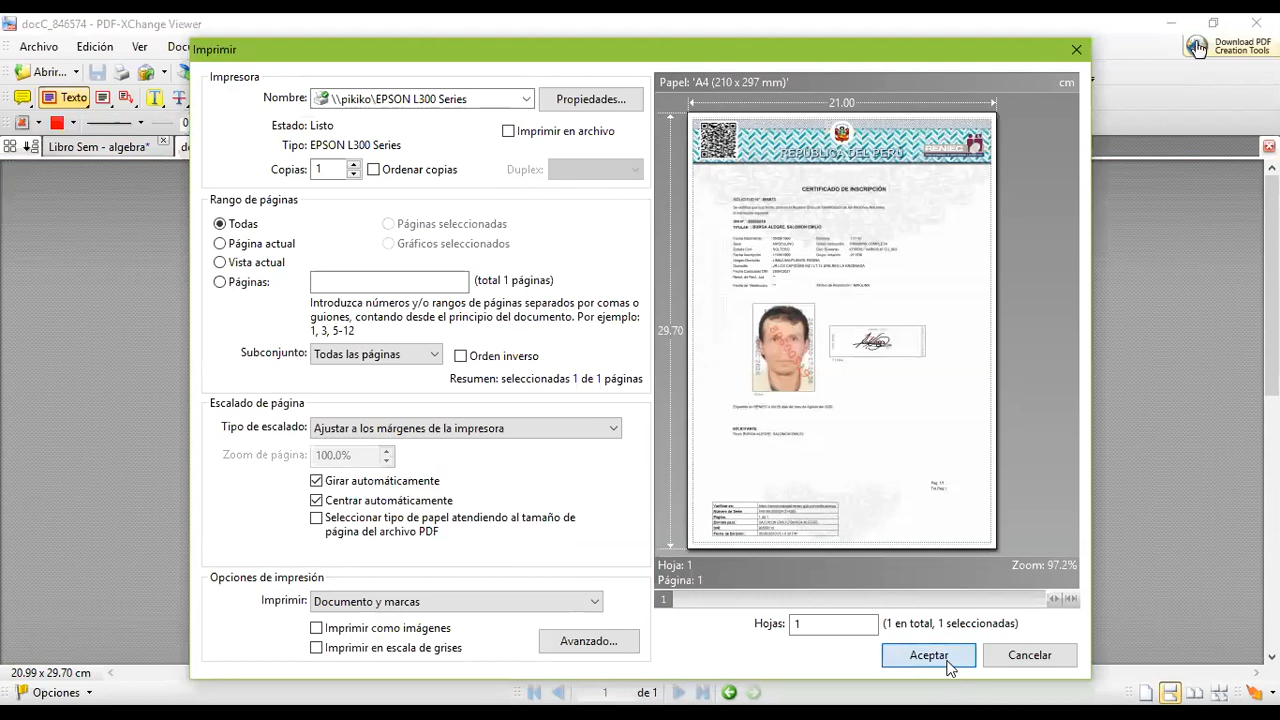 docC_846574 - PDF-XChange Viewer
Archivo Edición Ver Docu
Download PDF
Creation Tools
Abrir...
Texto
Libro Sem - algebra*
Imprimir
Impresora
Nombre: \\pikiko\EPSON L300 Series Propiedades...
Estado: Listo Imprimir en archivo
Tipo: EPSON L300 Series
Copias: 1 Ordenar copias Duplex:
Rango de páginas
Todas Páginas seleccionadas
Página actual Gráficos seleccionados
Vista actual
Páginas: (total 1 páginas)
Introduzca números y/o rangos de páginas separados por comas o
guiones, contando desde el principio del documento. Por ejemplo:
1, 3, 5-12
Subconjunto: Todas las páginas Orden inverso
Resumen: seleccionadas 1 de 1 páginas
Escalado de página
Tipo de escalado: Ajustar a los márgenes de la impresora
Zoom de página: 100.0%
Girar automáticamente
Centrar automáticamente
Seleccionar tipo de papel atendiendo al tamaño de
página del archivo PDF
Opciones de impresión
Imprimir: Documento y marcas
Imprimir como imágenes
Imprimir en escala de grises
Avanzado...
Papel: 'A4 (210 x 297 mm)' cm
21.00
29.70
REPÚBLICA DEL PERÚ
RENIEC
CERTIFICADO DE INSCRIPCIÓN
Hoja: 1 Zoom: 97.2%
Página: 1
1
Hojas: 1 (1 en total, 1 seleccionadas)
Aceptar Cancelar
20.99 x 29.70 cm
Opciones 1 de 1